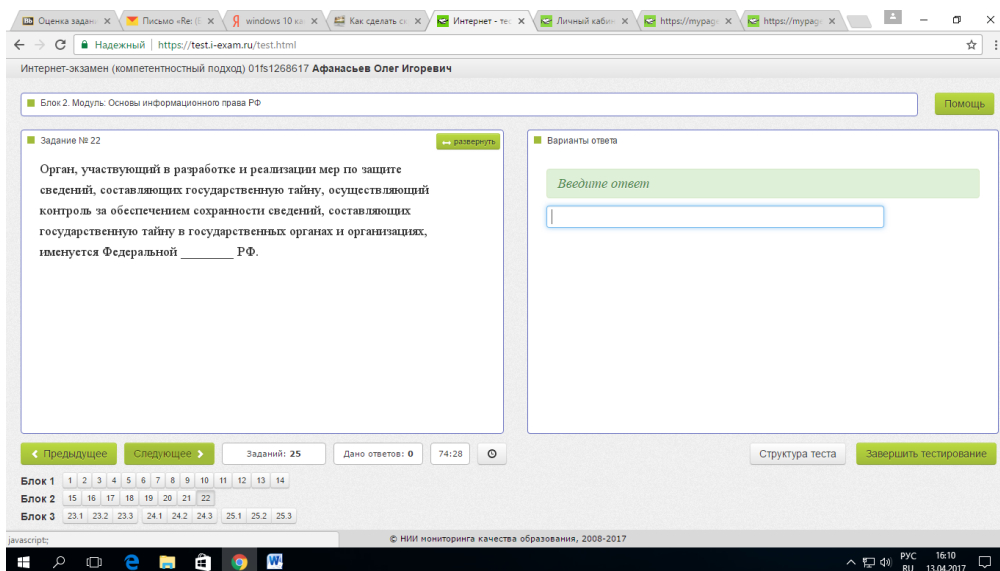 Оценка задан
Письмо «Re: (
windows 10 ка
Как сделать ск
Интернет - тес
Личный кабин
https://mypage
https://mypage
Надежный | https://test.i-exam.ru/test.html
Интернет-экзамен (компетентностный подход) 01fs1268617 Афанасьев Олег Игоревич
Блок 2. Модуль: Основы информационного права РФ
Помощь
Задание № 22
развернуть
Орган, участвующий в разработке и реализации мер по защите
сведений, составляющих государственную тайну, осуществляющий
контроль за обеспечением сохранности сведений, составляющих
государственную тайну в государственных органах и организациях,
именуется Федеральной ________ РФ.
Варианты ответа
Введите ответ
Предыдущее
Следующее
Заданий: 25
Дано ответов: 0
74:28
Структура теста
Завершить тестирование
Блок 1 1 2 3 4 5 6 7 8 9 10 11 12 13 14
Блок 2 15 16 17 18 19 20 21 22
Блок 3 23.1 23.2 23.3 24.1 24.2 24.3 25.1 25.2 25.3
javascript:;
© НИИ мониторинга качества образования, 2008-2017
РУС
RU
16:10
13.04.2017